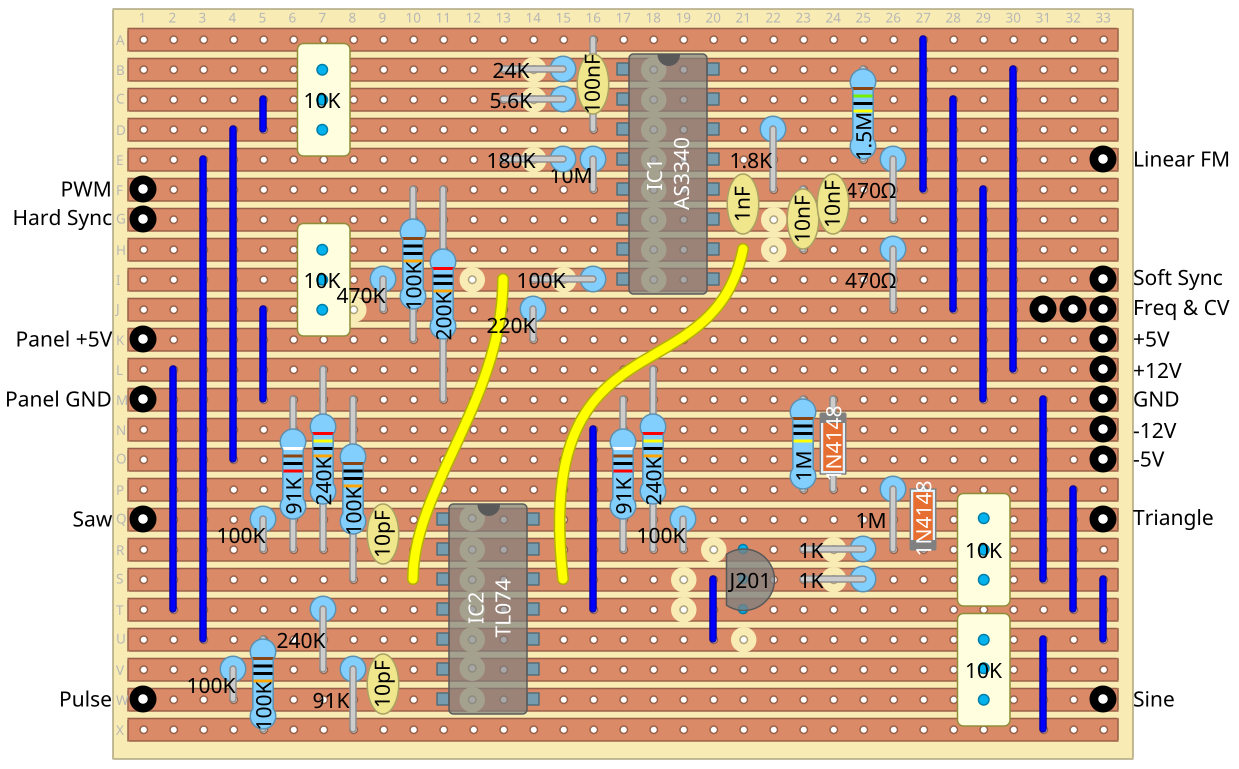 1 2 3 4 5 6 7 8 9 10 11 12 13 14 15 16 17 18 19 20 21 22 23 24 25 26 27 28 29 30 31 32 33
A
B 24K
C 10K 5.6K 100nF
D 1.5M
E 180K 1.8K Linear FM
10M
PWM F IC1 AS3340 1nF 10nF 10nF 470Ω
Hard Sync G
H
I 10K 100K 100K 470Ω Soft Sync
470K
J 200K Freq & CV
220K
Panel +5V K +5V
L +12V
Panel GND M GND
N 1N4148 -12V
O 1M -5V
P 91K 240K 100K 91K 240K
Saw Q 10pF 1M 1N4148 Triangle
100K 100K
R 1K 10K
S J201 1K
T IC2 TL074
U 240K
V 10K
100K 100K 91K 10pF
Pulse W Sine
X